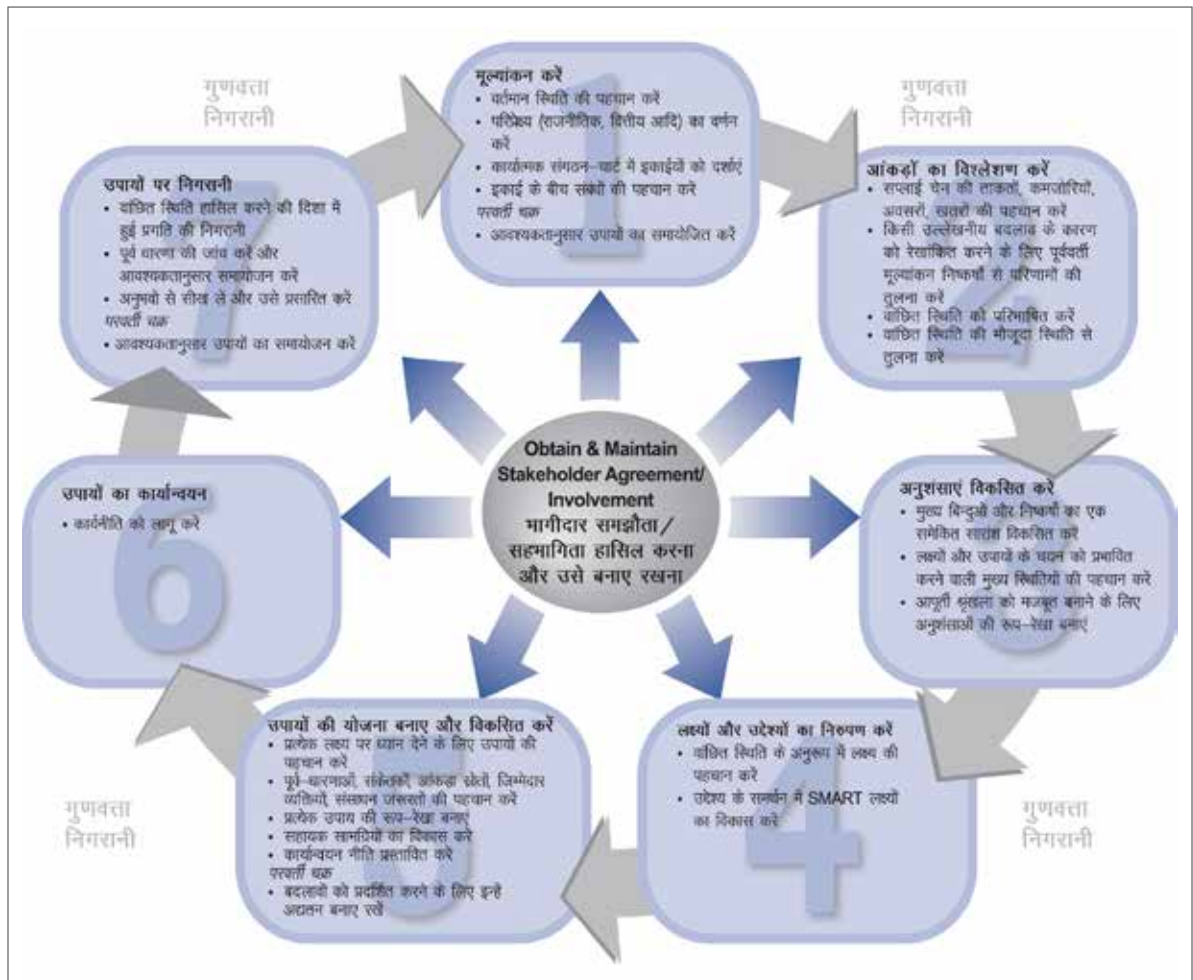 गुणवत्ता
निगरानी
1
मूल्यांकन करें
• वर्तमान स्थिति की पहचान करें
• परिप्रेक्ष्य (राजनीतिक, वित्तीय आदि) का वर्णन
करें
• कार्यात्मक संगठन-चार्ट में इकाईयों को दर्शाएं
• इकाई के बीच संबंधों की पहचान करें
परवर्ती चक्र
• आवश्यकतानुसार उपायों का समायोजित करें
गुणवत्ता
निगरानी
2
आंकड़ों का विश्लेशण करें
• सप्लाई चेन की ताकतों, कमजोरियों,
अवसरों, खतरों की पहचान करें
• किसी उल्लेखनीय बदलाव के कारण
को रेखांकित करने के लिए पूर्ववर्ती
मूल्यांकन निष्कर्षों से परिणामों की
तुलना करें
• वांछित स्थिति को परिभाषित करें
• वांछित स्थिति की मौजूदा स्थिति से
तुलना करें
3
अनुशंसाएं विकसित करें
• मुख्य बिन्दुओं और निष्कर्षों का एक
समेकित सारांश विकसित करें
• लक्ष्यों और उपायों के चयन को प्रभावित
करने वाली मुख्य स्थितियों की पहचान करें
• आपूर्ती श्रृंखला को मजबूत बनाने के लिए
अनुशंसाओं की रूप-रेखा बनाएं
4
लक्ष्यों और उद्देश्यों का निरुपण करें
• वांछित स्थिति के अनुरूप में लक्ष्य की
पहचान करें
• उद्देश्य के समर्थन में SMART लक्ष्यों
का विकास करें
गुणवत्ता
निगरानी
5
उपायों की योजना बनाए और विकसित करें
• प्रत्येक लक्ष्य पर ध्यान देने के लिए उपायों की
पहचान करें
• पूर्व-धारणाओं, संकेतकों, आंकड़ा स्रोतों, जिम्मेदार
व्यक्तियों, संसाधन जरूरतों की पहचान करें
• प्रत्येक उपाय की रूप-रेखा बनाएं
• सहायक सामग्रियों का विकास करें
• कार्यान्वयन नीति प्रस्तावित करें
परवर्ती चक्र
• बदलावों को प्रदर्शित करने के लिए इन्हें
अद्यतन बनाए रखें
गुणवत्ता
निगरानी
6
उपायों का कार्यान्वयन
• कार्यनीति को लागू करें
7
उपायों पर निगरानी
• वांछित स्थिति हासिल करने की दिशा में
हुई प्रगति की निगरानी
• पूर्व धारणा की जांच करें और
आवश्यकतानुसार समायोजन करें
• अनुभवों से सीख लें और उसे प्रसारित करें
परवर्ती चक्र
• आवश्यकतानुसार उपायों का समायोजन करें
Obtain & Maintain
Stakeholder Agreement/
Involvement
भागीदार समझौता/
सहभागिता हासिल करना
और उसे बनाए रखना